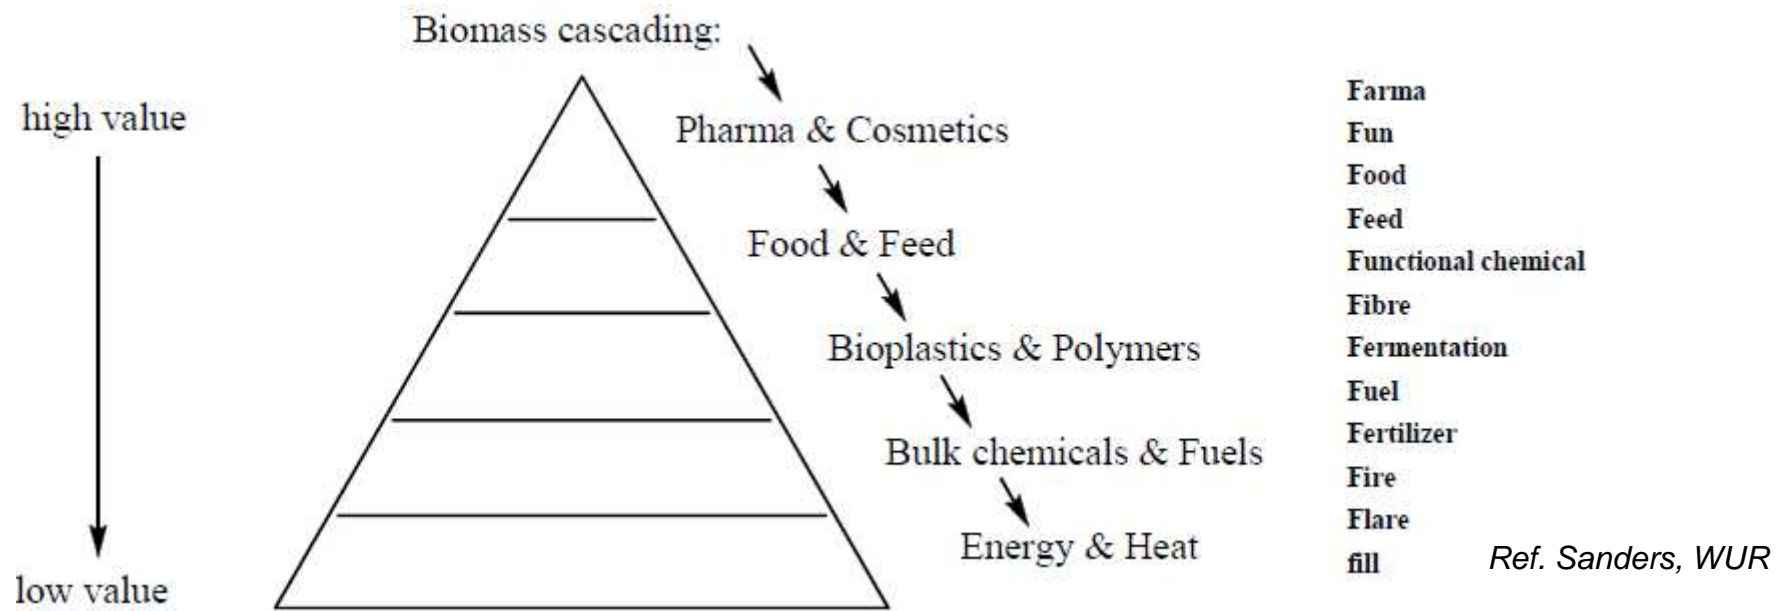 Biomass cascading:
high value
low value
Pharma & Cosmetics
Food & Feed
Bioplastics & Polymers
Bulk chemicals & Fuels
Energy & Heat
Farma
Fun
Food
Feed
Functional chemical
Fibre
Fermentation
Fuel
Fertilizer
Fire
Flare
fill
Ref. Sanders, WUR